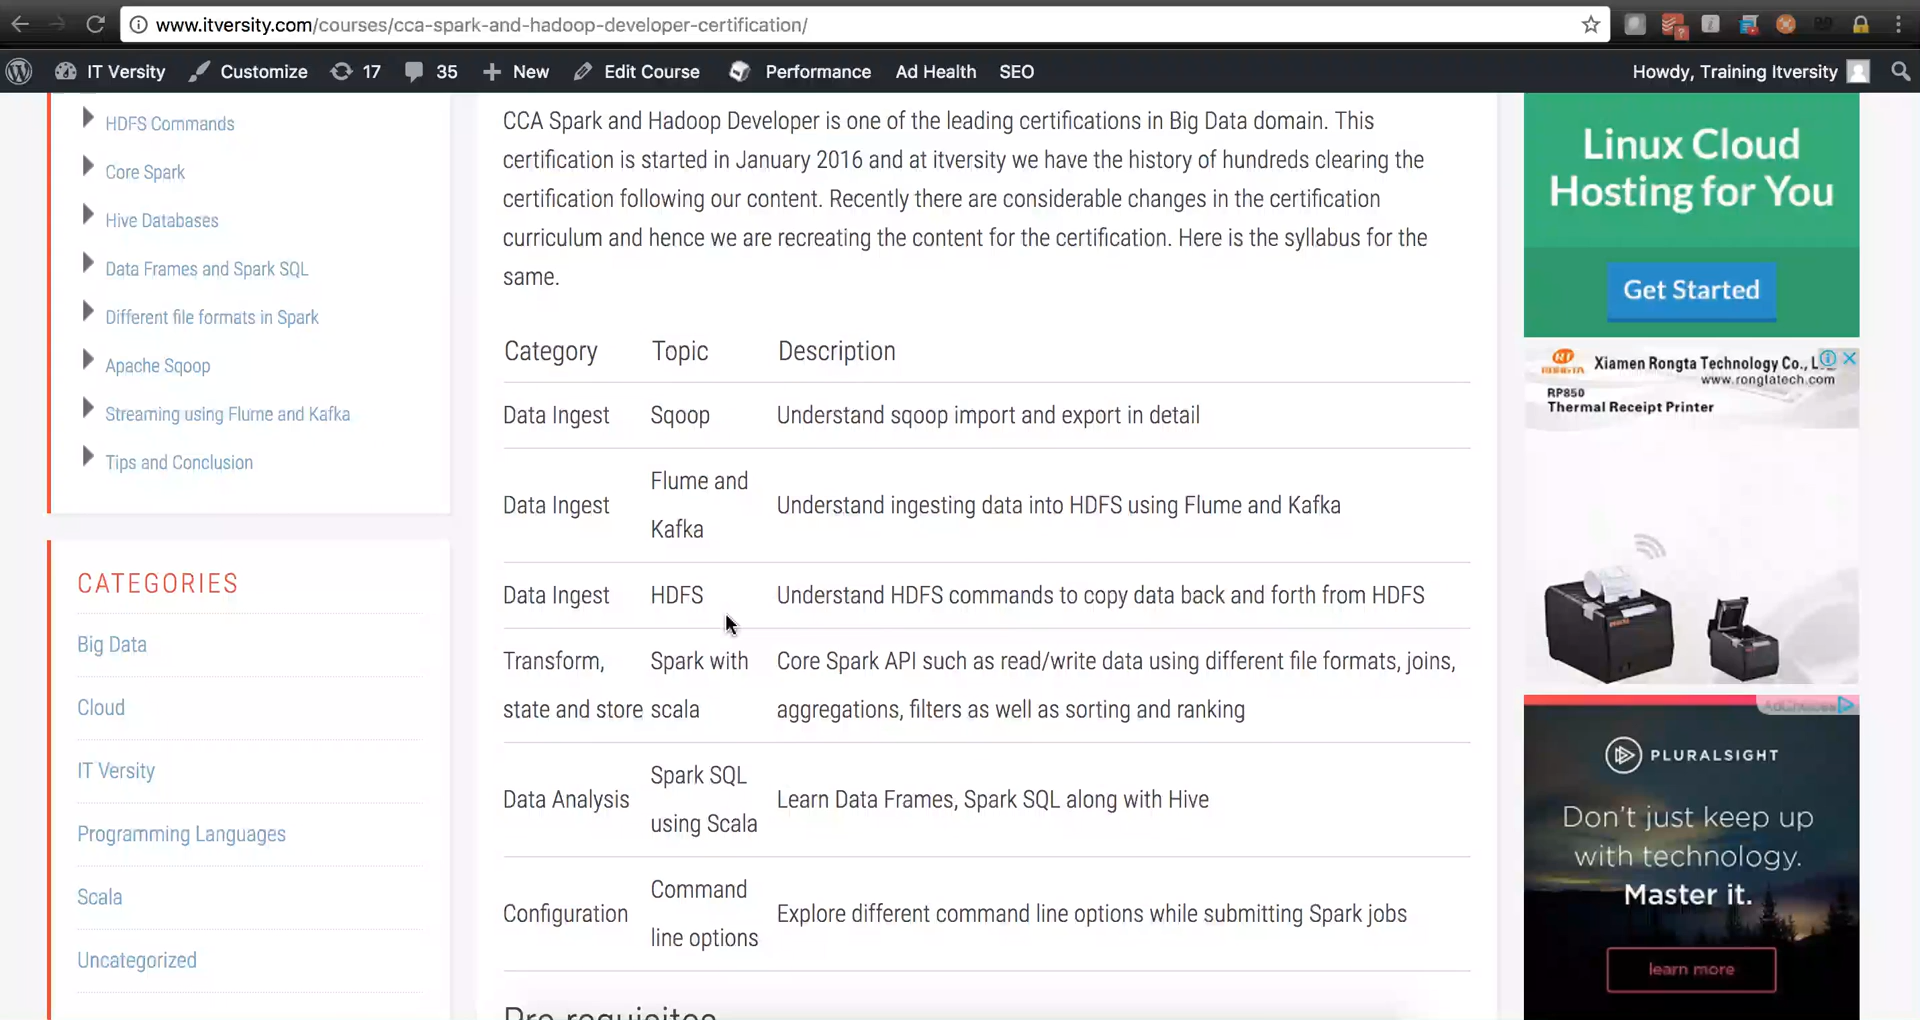 www.itversity.com/courses/cca-spark-and-hadoop-developer-certification/
IT Versity Customize 17 35 New Edit Course Performance Ad Health SEO Howdy, Training Itversity
HDFS Commands
Core Spark
Hive Databases
Data Frames and Spark SQL
Different file formats in Spark
Apache Sqoop
Streaming using Flume and Kafka
Tips and Conclusion
CATEGORIES
Big Data
Cloud
IT Versity
Programming Languages
Scala
Uncategorized
CCA Spark and Hadoop Developer is one of the leading certifications in Big Data domain. This
certification is started in January 2016 and at itversity we have the history of hundreds clearing the
certification following our content. Recently there are considerable changes in the certification
curriculum and hence we are recreating the content for the certification. Here is the syllabus for the
same.
Category Topic Description
Data Ingest Sqoop Understand sqoop import and export in detail
Flume and
Data Ingest Understand ingesting data into HDFS using Flume and Kafka
Kafka
Data Ingest HDFS Understand HDFS commands to copy data back and forth from HDFS
Transform, Spark with Core Spark API such as read/write data using different file formats, joins,
state and store scala aggregations, filters as well as sorting and ranking
Spark SQL
Data Analysis Learn Data Frames, Spark SQL along with Hive
using Scala
Command
Configuration Explore different command line options while submitting Spark jobs
line options
Pre requisites
Linux Cloud
Hosting for You
Get Started
RONGTA Xiamen Rongta Technology Co.,
www.rongtatech.com
RP850
Thermal Receipt Printer
AdChoices
PLURALSIGHT
Don't just keep up
with technology.
Master it.
learn more